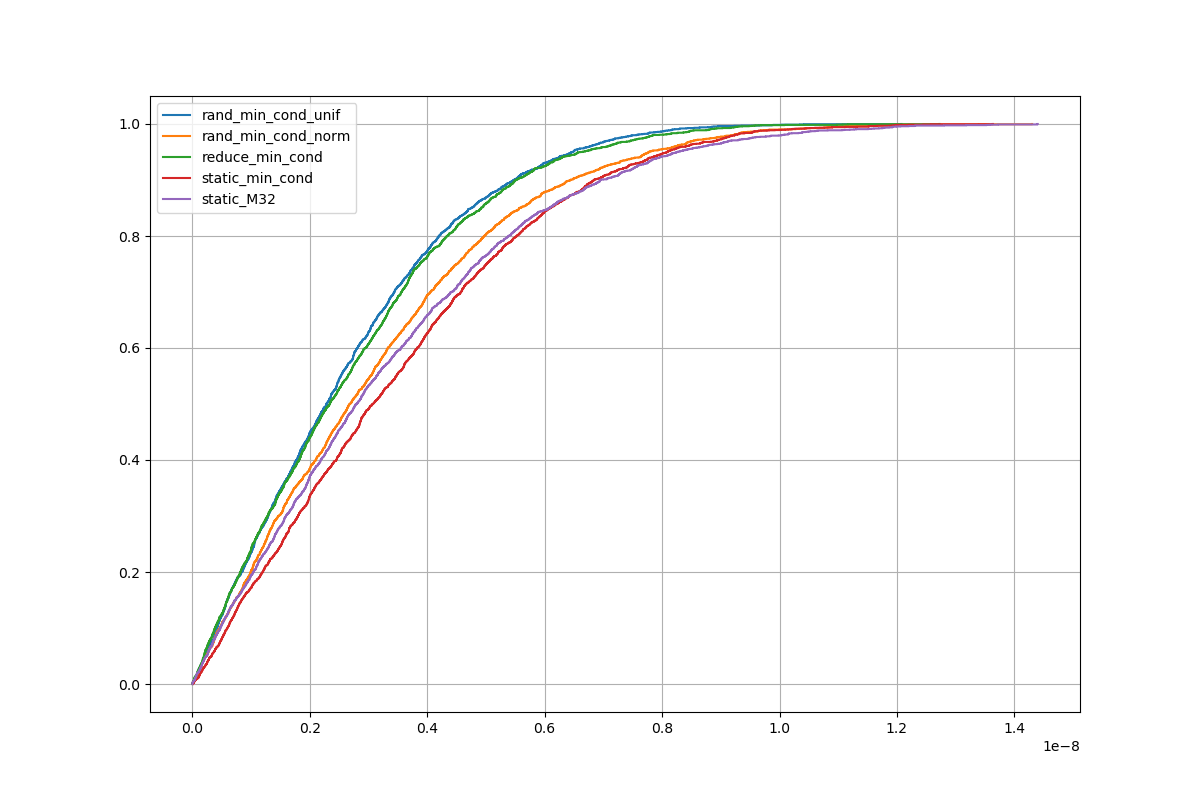 rand_min_cond_unif
rand_min_cond_norm
reduce_min_cond
static_min_cond
static_M32
1.0
0.8
0.6
0.4
0.2
0.0
0.0 0.2 0.4 0.6 0.8 1.0 1.2 1.4
1e−8